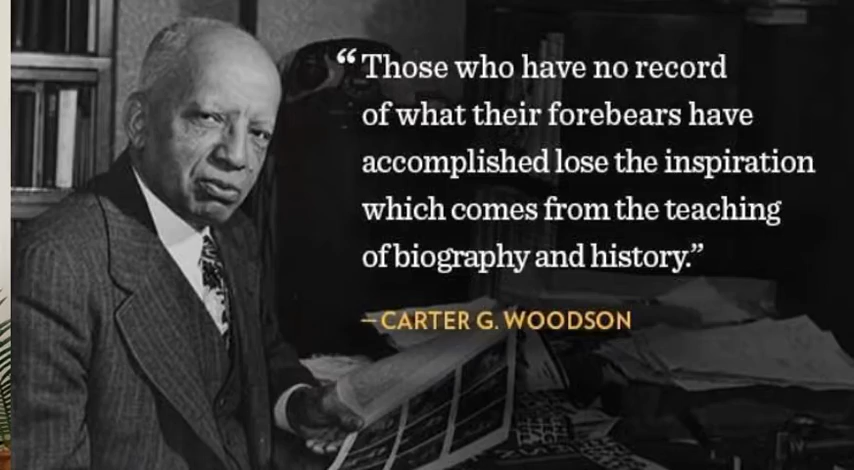 “Those who have no record
of what their forebears have
accomplished lose the inspiration
which comes from the teaching
of biography and history.”
—CARTER G. WOODSON